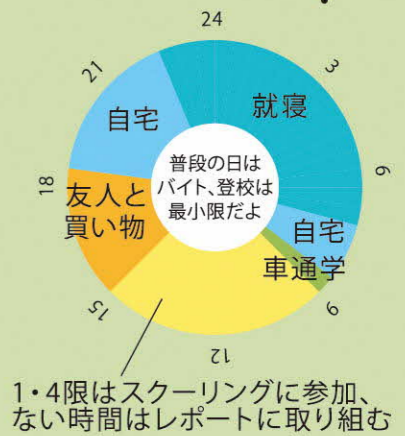 24
3
6
9
12
15
18
21
就寝
自宅
車通学
友人と
買い物
自宅
普段の日は
バイト、登校は
最小限だよ
1・4限はスクーリングに参加、
ない時間はレポートに取り組む